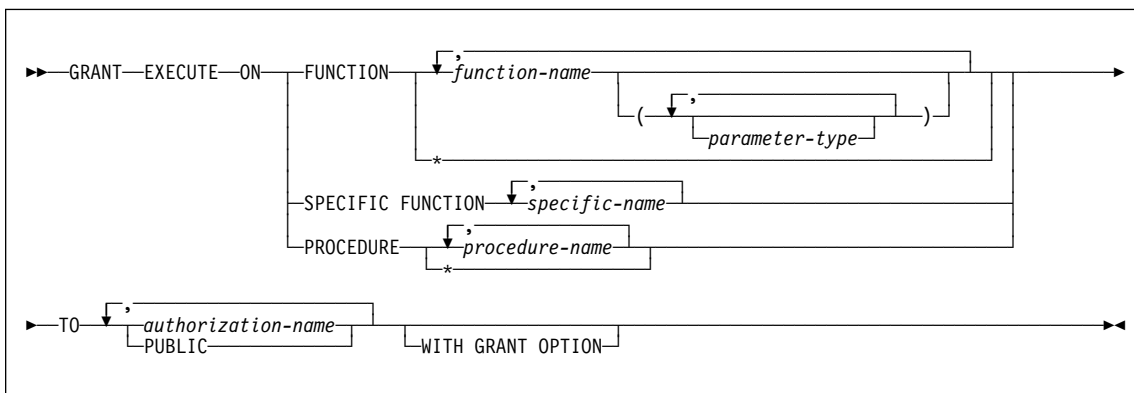 ,
GRANT EXECUTE ON FUNCTION function-name
,
( )
parameter-type
*
,
SPECIFIC FUNCTION specific-name
,
PROCEDURE procedure-name
*
,
TO authorization-name
PUBLIC WITH GRANT OPTION